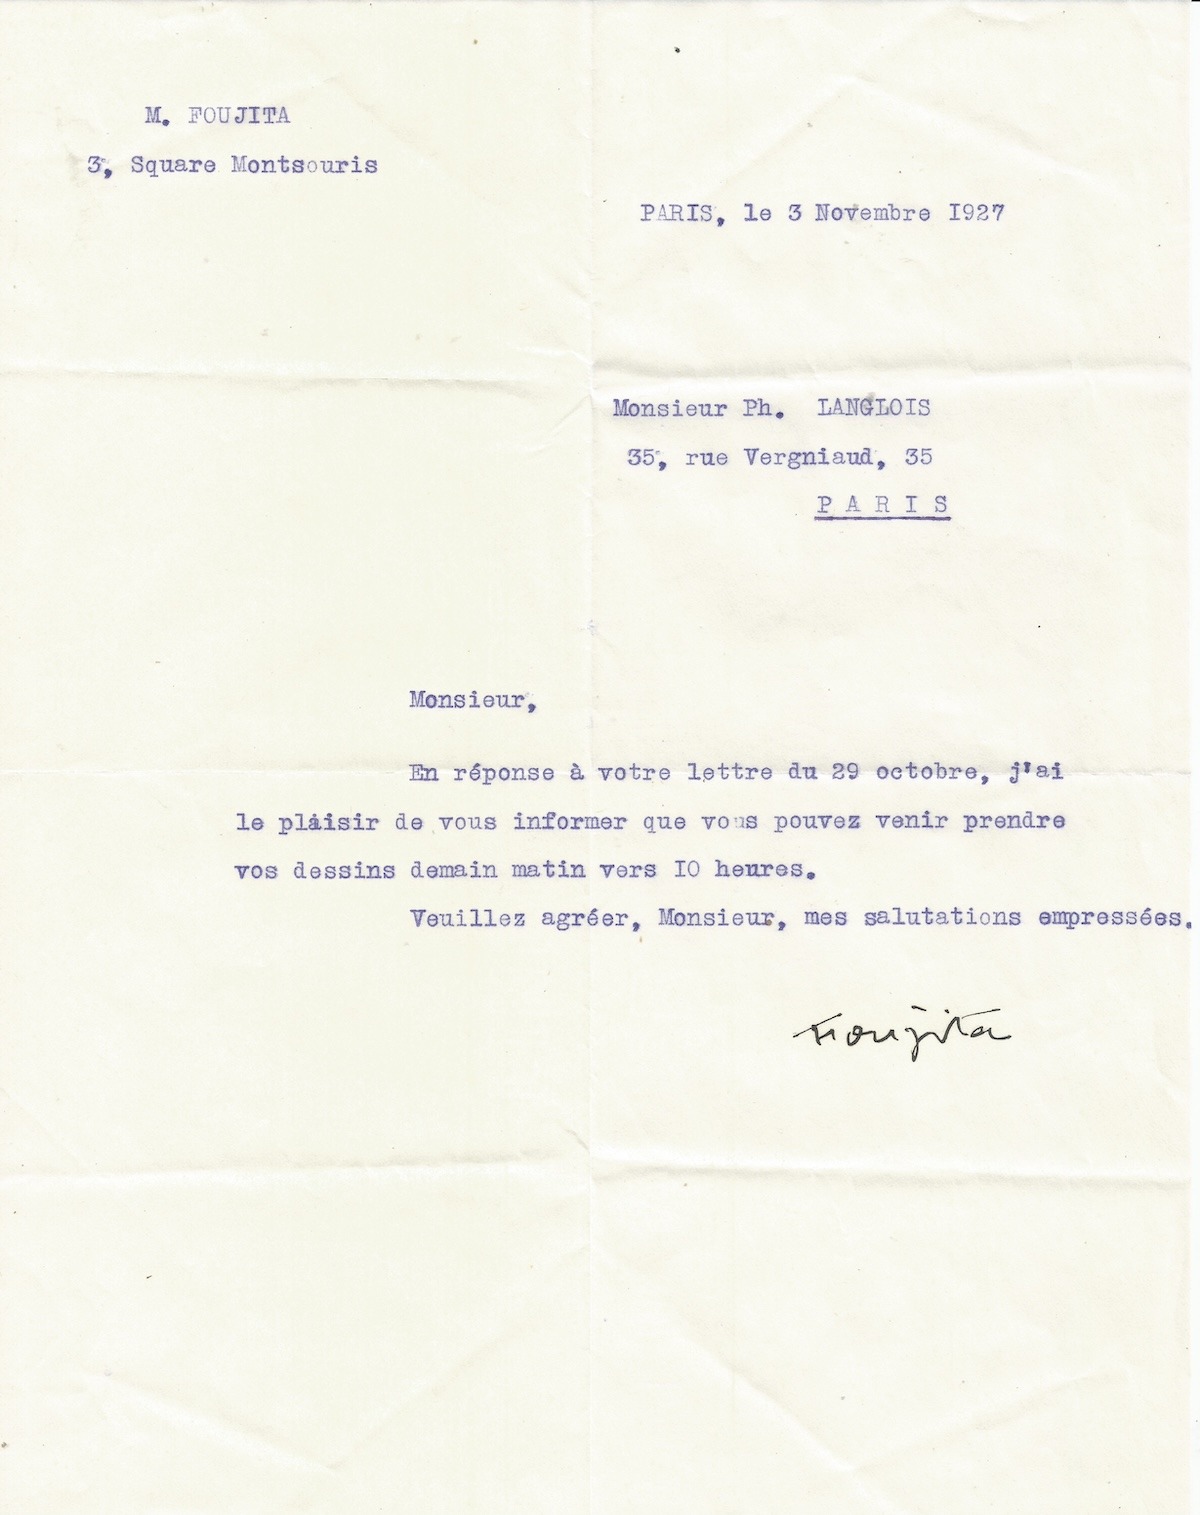 M. FOUJITA
3, Square Montsouris
PARIS, le 3 Novembre I927
Monsieur Ph. LANGLOIS
35, rue Vergniaud, 35
P A R I S
Monsieur,
En réponse à votre lettre du 29 octobre, j'ai
le plaisir de vous informer que vous pouvez venir prendre
vos dessins demain matin vers IO heures.
Veuillez agréer, Monsieur, mes salutations empressées.
Foujita